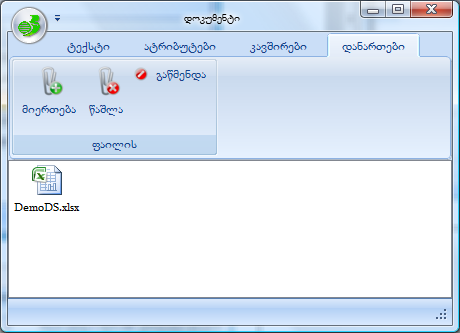 დოკუმენტი
ტექსტი ატრიბუტები კავშირები დანართები
მიერთება წაშლა გაწმენდა
ფაილის
DemoDS.xlsx